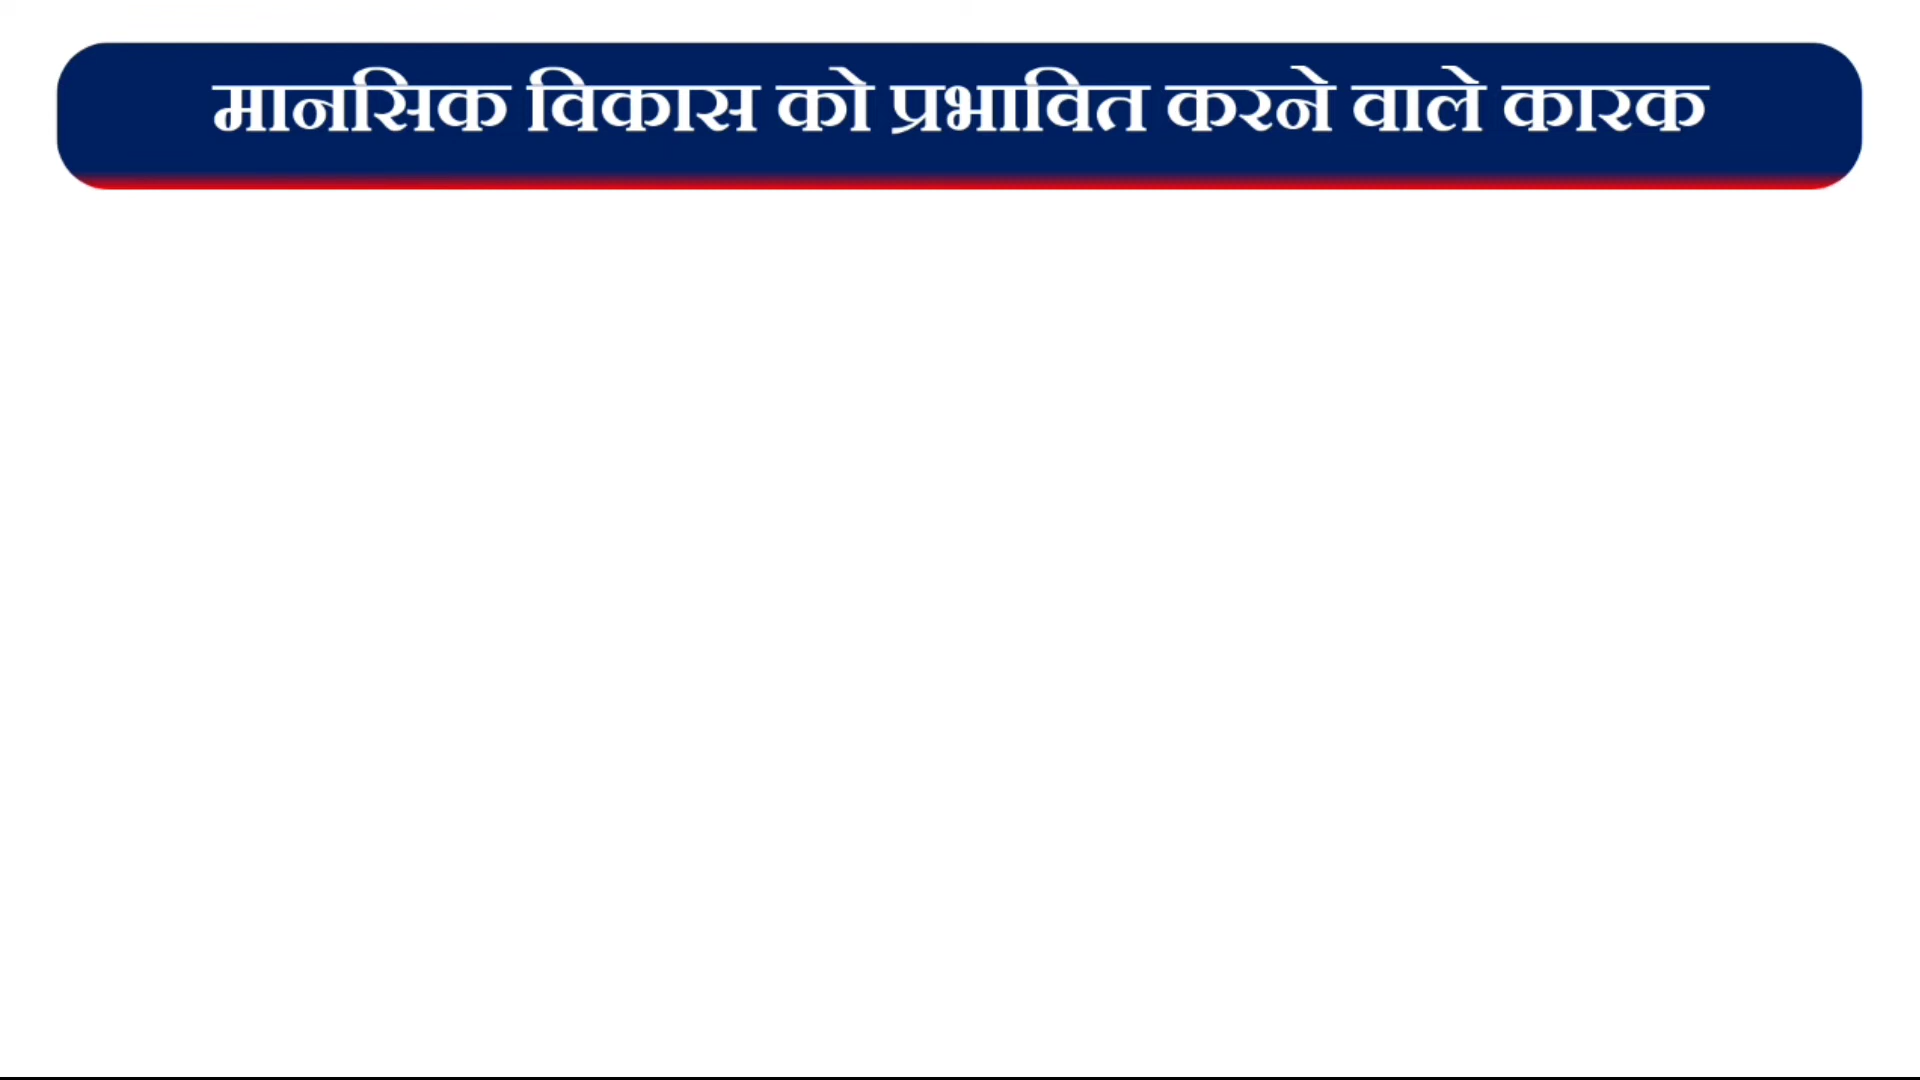 मानसिक विकास को प्रभावित करने वाले कारक